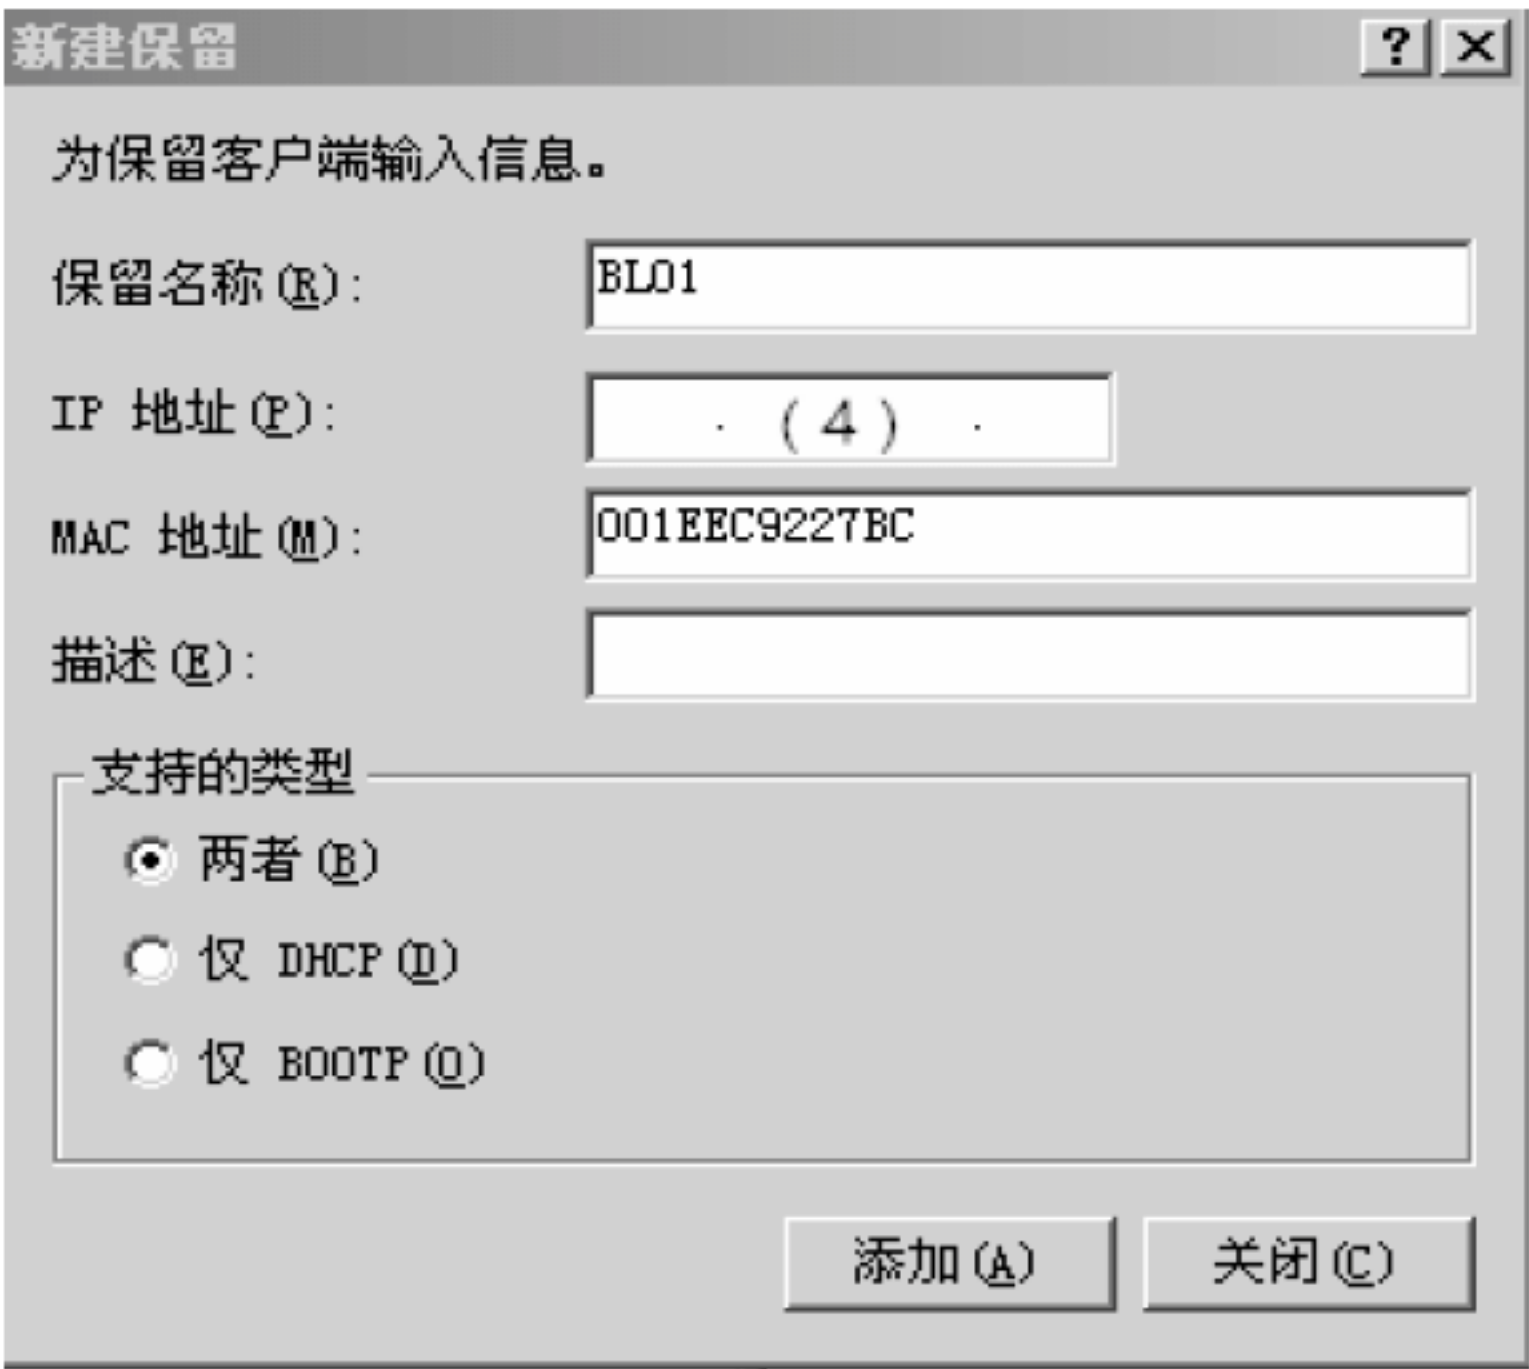 新建保留
为保留客户端输入信息。
保留名称(R): BL01
IP 地址(P): . (4) .
MAC 地址(M): 001EEC9227BC
描述(E):
支持的类型
两者(B)
仅 DHCP(D)
仅 BOOTP(O)
添加(A) 关闭(C)